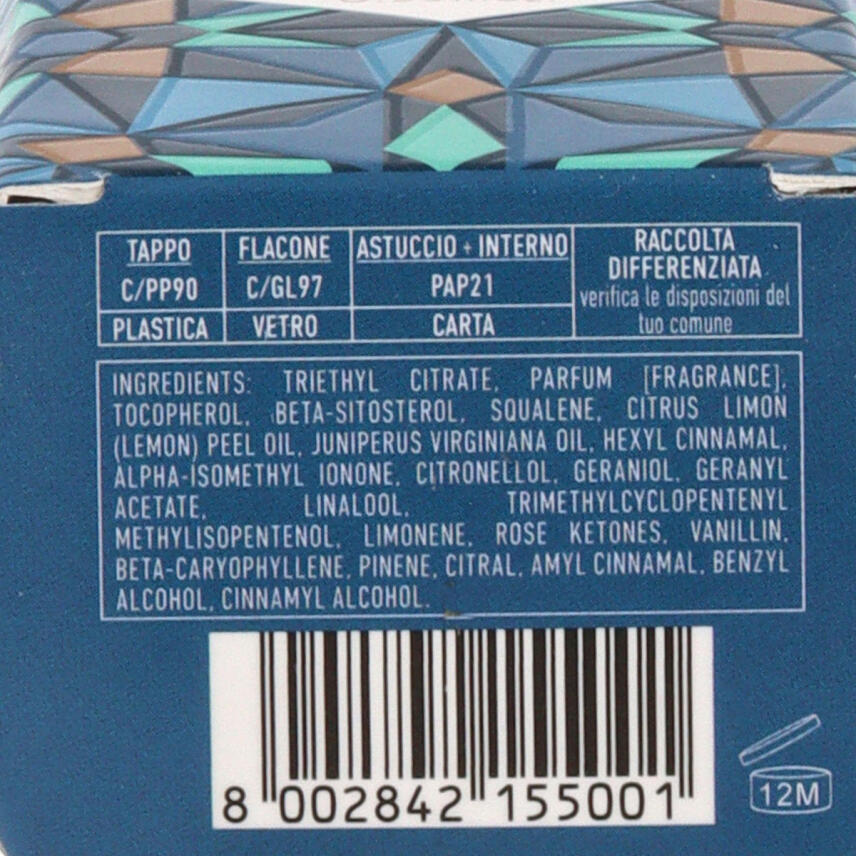 TAPPO
C/PP90
PLASTICA
FLACONE
C/GL97
VETRO
ASTUCCIO + INTERNO
PAP21
CARTA
RACCOLTA
DIFFERENZIATA
verifica le disposizioni del
tuo comune
INGREDIENTS: TRIETHYL CITRATE, PARFUM [FRAGRANCE],
TOCOPHEROL, BETA-SITOSTEROL, SQUALENE, CITRUS LIMON
(LEMON) PEEL OIL, JUNIPERUS VIRGINIANA OIL, HEXYL CINNAMAL,
ALPHA-ISOMETHYL IONONE, CITRONELLOL, GERANIOL, GERANYL
ACETATE, LINALOOL, TRIMETHYLCYCLOPENTENYL
METHYLISOPENTENOL, LIMONENE, ROSE KETONES, VANILLIN,
BETA-CARYOPHYLLENE, PINENE, CITRAL, AMYL CINNAMAL, BENZYL
ALCOHOL, CINNAMYL ALCOHOL.
8 002842 155001
12M